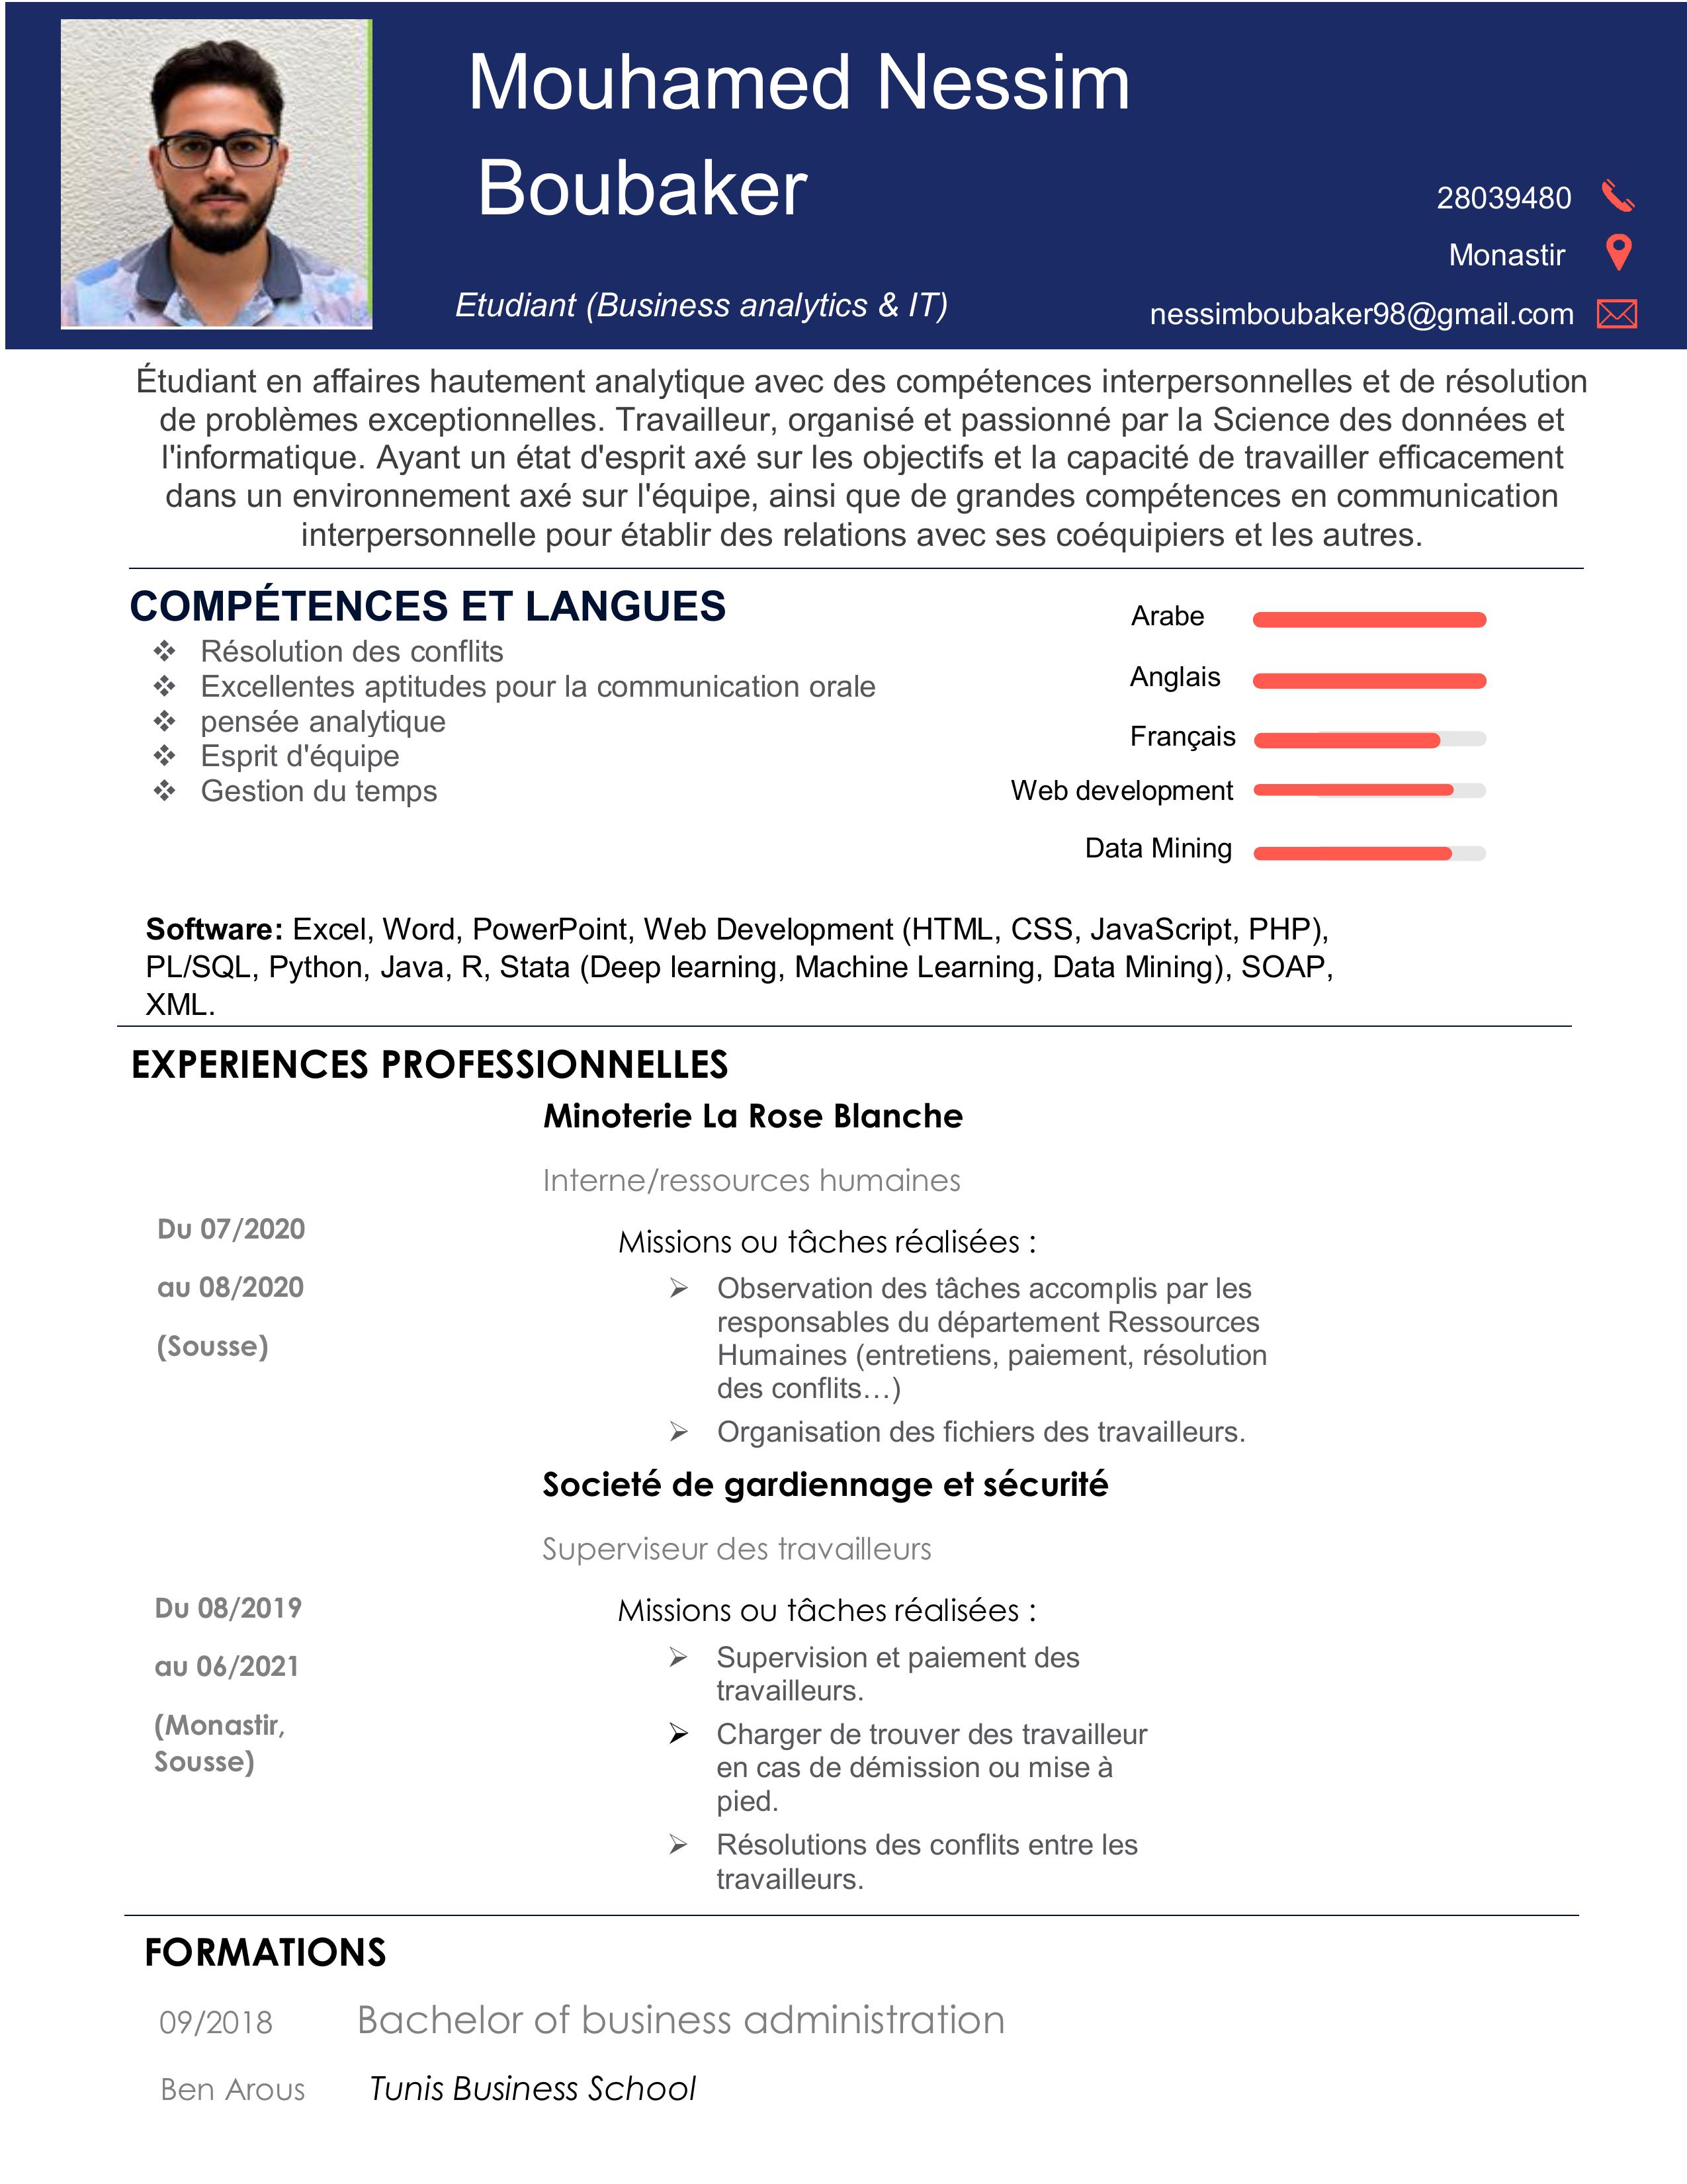 Mouhamed Nessim
Boubaker
Etudiant (Business analytics & IT)
28039480
Monastir
nessimboubaker98@gmail.com
Étudiant en affaires hautement analytique avec des compétences interpersonnelles et de résolution
de problèmes exceptionnelles. Travailleur, organisé et passionné par la Science des données et
l'informatique. Ayant un état d'esprit axé sur les objectifs et la capacité de travailler efficacement
dans un environnement axé sur l'équipe, ainsi que de grandes compétences en communication
interpersonnelle pour établir des relations avec ses coéquipiers et les autres.
COMPÉTENCES ET LANGUES
❖ Résolution des conflits
❖ Excellentes aptitudes pour la communication orale
❖ pensée analytique
❖ Esprit d'équipe
❖ Gestion du temps
Arabe
Anglais
Français
Web development
Data Mining
Software: Excel, Word, PowerPoint, Web Development (HTML, CSS, JavaScript, PHP),
PL/SQL, Python, Java, R, Stata (Deep learning, Machine Learning, Data Mining), SOAP,
XML.
EXPERIENCES PROFESSIONNELLES
Du 07/2020
au 08/2020
(Sousse)
Minoterie La Rose Blanche
Interne/ressources humaines
Missions ou tâches réalisées :
➢ Observation des tâches accomplis par les
responsables du département Ressources
Humaines (entretiens, paiement, résolution
des conflits…)
➢ Organisation des fichiers des travailleurs.
Du 08/2019
au 06/2021
(Monastir,
Sousse)
Societé de gardiennage et sécurité
Superviseur des travailleurs
Missions ou tâches réalisées :
➢ Supervision et paiement des
travailleurs.
➢ Charger de trouver des travailleur
en cas de démission ou mise à
pied.
➢ Résolutions des conflits entre les
travailleurs.
FORMATIONS
09/2018 Bachelor of business administration
Ben Arous Tunis Business School